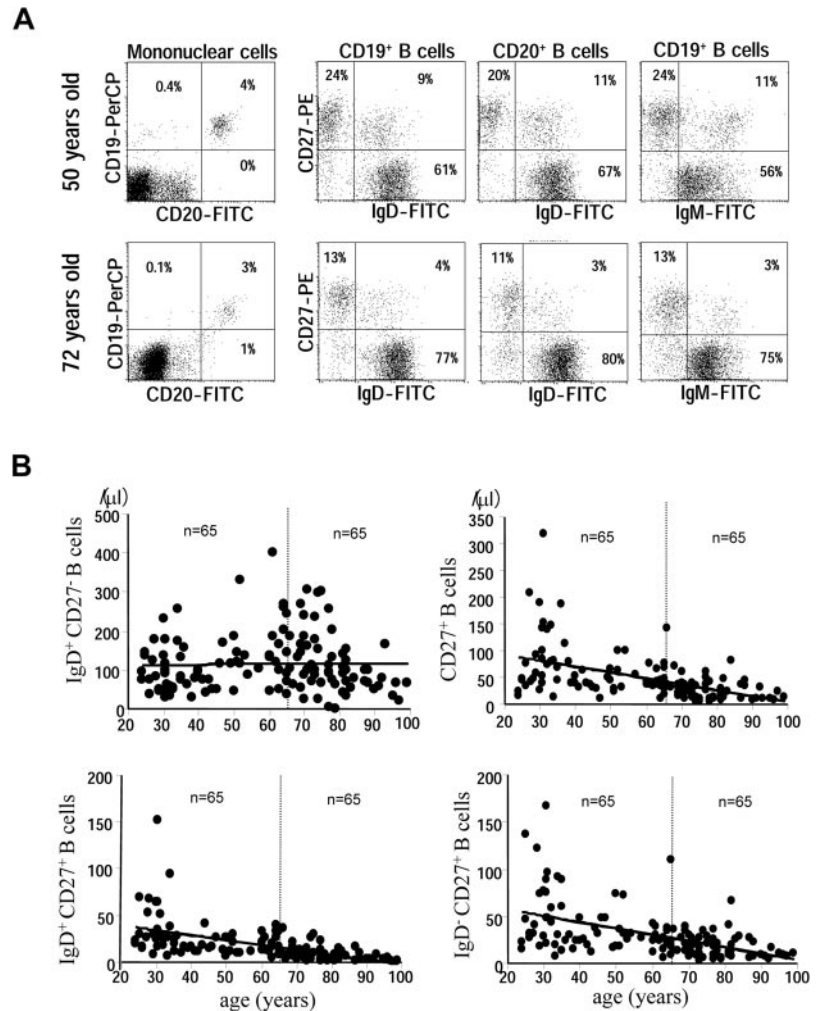 A
Mononuclear cells CD19⁺ B cells CD20⁺ B cells CD19⁺ B cells
50 years old
CD19-PerCP
0.4% 4%
0%
CD20-FITC
CD27-PE
24% 9%
61%
IgD-FITC
20% 11%
67%
IgD-FITC
24% 11%
56%
IgM-FITC
72 years old
CD19-PerCP
0.1% 3%
1%
CD20-FITC
CD27-PE
13% 4%
77%
IgD-FITC
11% 3%
80%
IgD-FITC
13% 3%
75%
IgM-FITC
B
/(μl)
IgD⁺ CD27⁻ B cells
500
400
300
200
100
0
n=65 n=65
20 30 40 50 60 70 80 90 100
/(μl)
CD27⁺ B cells
350
300
250
200
150
100
50
0
n=65 n=65
20 30 40 50 60 70 80 90 100
IgD⁺ CD27⁺ B cells
200
150
100
50
0
n=65 n=65
20 30 40 50 60 70 80 90 100
age (years)
IgD⁻ CD27⁺ B cells
200
150
100
50
0
n=65 n=65
20 30 40 50 60 70 80 90 100
age (years)